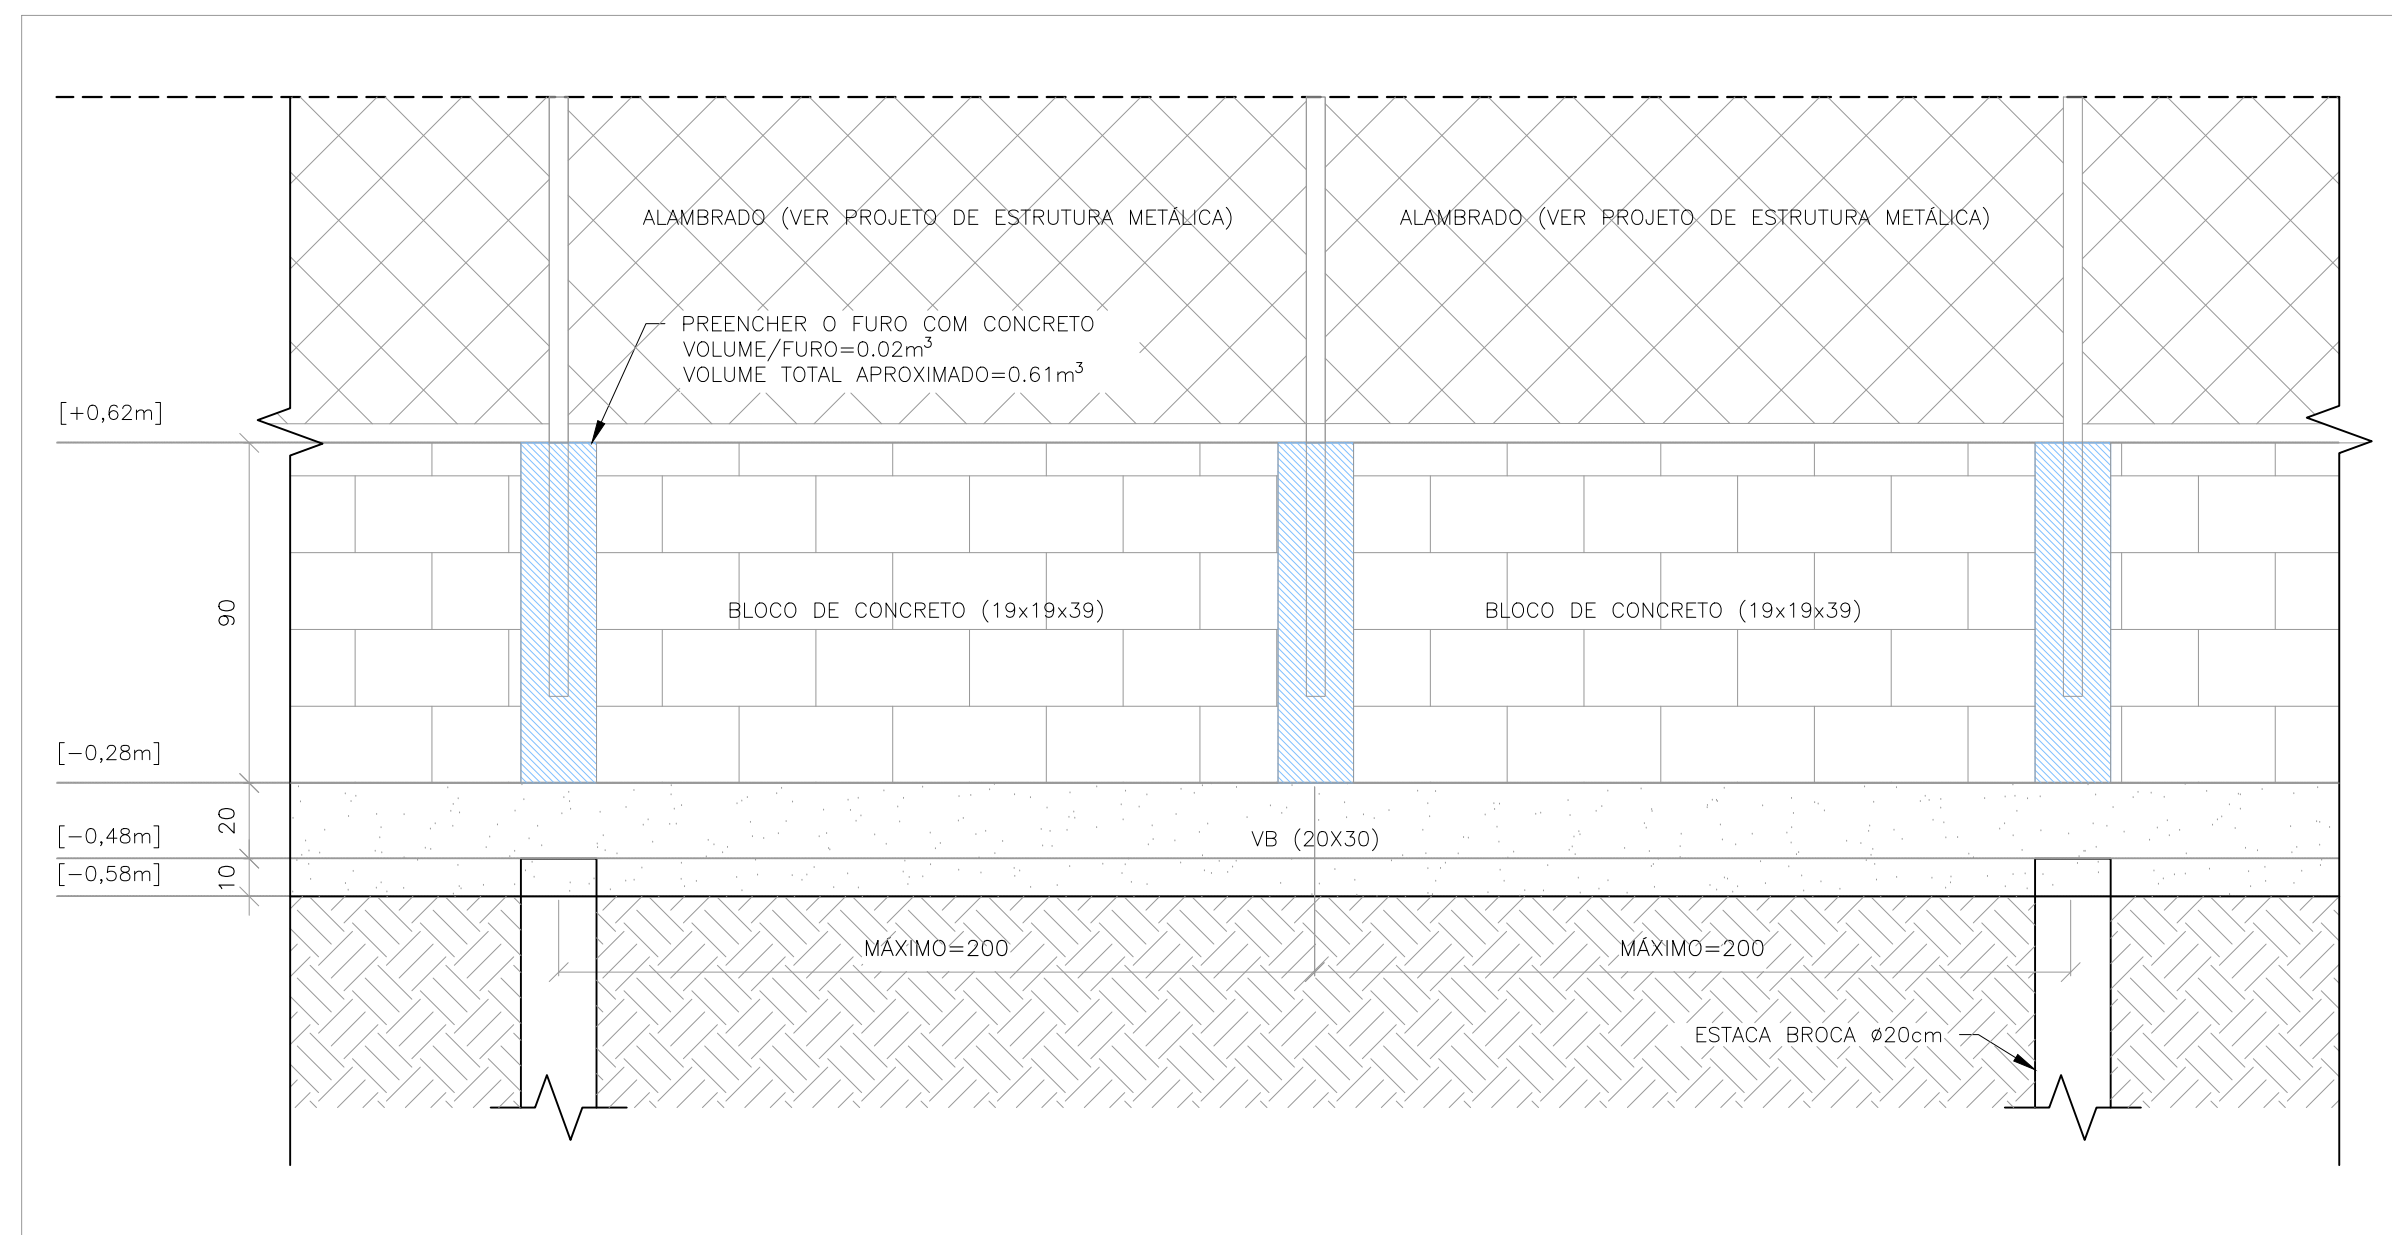 ALAMBRADO (VER PROJETO DE ESTRUTURA METÁLICA)
ALAMBRADO (VER PROJETO DE ESTRUTURA METÁLICA)
PREENCHER O FURO COM CONCRETO
VOLUME/FURO=0.02m³
VOLUME TOTAL APROXIMADO=0.61m³
[+0,62m]
90
BLOCO DE CONCRETO (19x19x39)
BLOCO DE CONCRETO (19x19x39)
[−0,28m]
20
[−0,48m]
VB (20X30)
[−0,58m]
10
MÁXIMO=200
MÁXIMO=200
ESTACA BROCA ø20cm